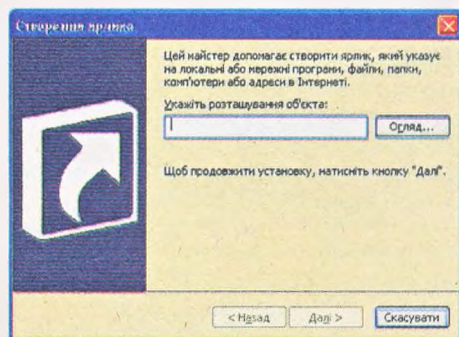 Створення ярлика
Цей майстер допомагає створити ярлик, який указує
на локальні або мережні програми, файли, папки,
комп'ютери або адреси в Інтернеті.
Укажіть розташування об'єкта:
Огляд...
Щоб продовжити установку, натисніть кнопку "Далі".
< Назад
Далі >
Скасувати